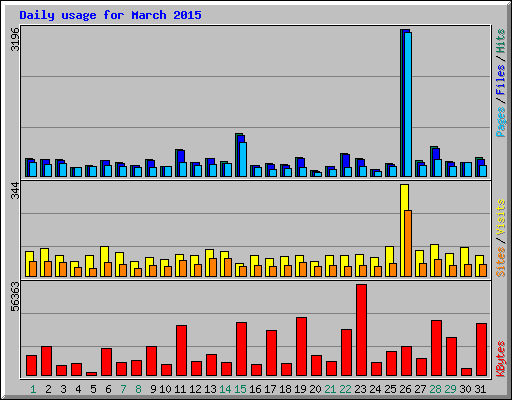 Daily usage for March 2015
3196
Pages / Files / Hits
344
Sites / Visits
56363
KBytes
1 2 3 4 5 6 7 8 9 10 11 12 13 14 15 16 17 18 19 20 21 22 23 24 25 26 27 28 29 30 31